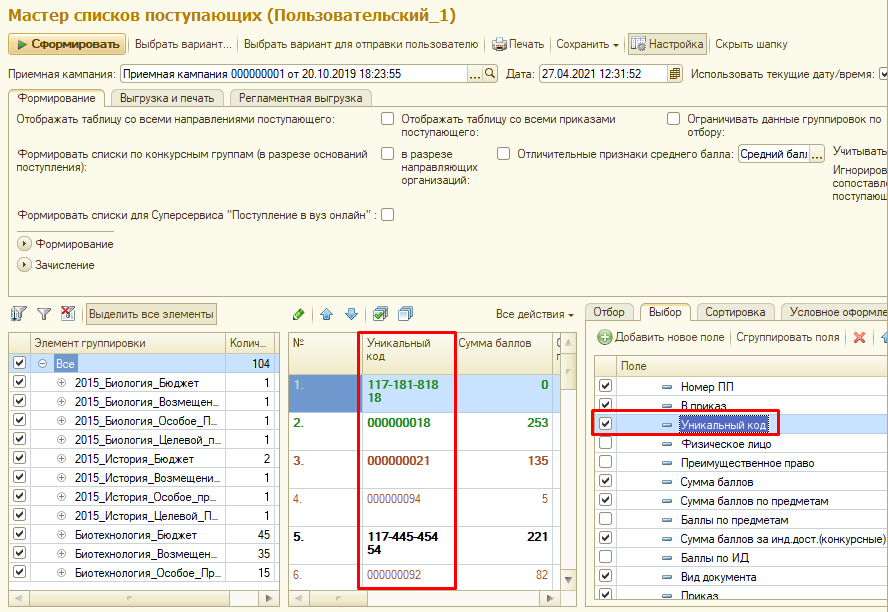 Мастер списков поступающих (Пользовательский_1)
Сформировать Выбрать вариант... Выбрать вариант для отправки пользователю Печать Сохранить Настройка Скрыть шапку
Приемная кампания: Приемная кампания 000000001 от 20.10.2019 18:23:55 ... Дата: 27.04.2021 12:31:52 Использовать текущие дату/время:
Формирование Выгрузка и печать Регламентная выгрузка
Отображать таблицу со всеми направлениями поступающего: Отображать таблицу со всеми приказами Ограничивать данные группировок по
поступающего: отбору:
Формировать списки по конкурсным группам (в разрезе оснований в разрезе Отличительные признаки среднего балла: Средний бал ... Учитывать
поступления): направляющих Игнориров
организаций: сопоставле
поступающ
Формировать списки для Суперсервиса "Поступление в вуз онлайн" :
Формирование
Зачисление
Выделить все элементы Все действия Отбор Выбор Сортировка Условное оформле
Добавить новое поле Сгруппировать поля
Элемент группировки Колич...
Все 104
2015_Биология_Бюджет 1
2015_Биология_Возмещен... 1
2015_Биология_Особое_П... 1
2015_Биология_Целевой_п... 1
2015_История_Бюджет 2
2015_История_Возмещени... 1
2015_История_Особое_пр... 1
2015_История_Целевой_П... 1
Биотехнология_Бюджет 45
Биотехнология_Возмещен... 35
Биотехнология_Особое_Пр... 15
№ Уникальный Сумма баллов
код
1. 117-181-818 0
18
2. 000000018 253
3. 000000021 135
4. 000000094 5
5. 117-445-454 221
54
6. 000000092 82
Поле
Номер ПП
В приказ
Уникальный код
Физическое лицо
Преимущественное право
Сумма баллов
Сумма баллов по предметам
Баллы по предметам
Сумма баллов за инд.дост.(конкурсные)
Баллы по ИД
Вид документа
Приказ